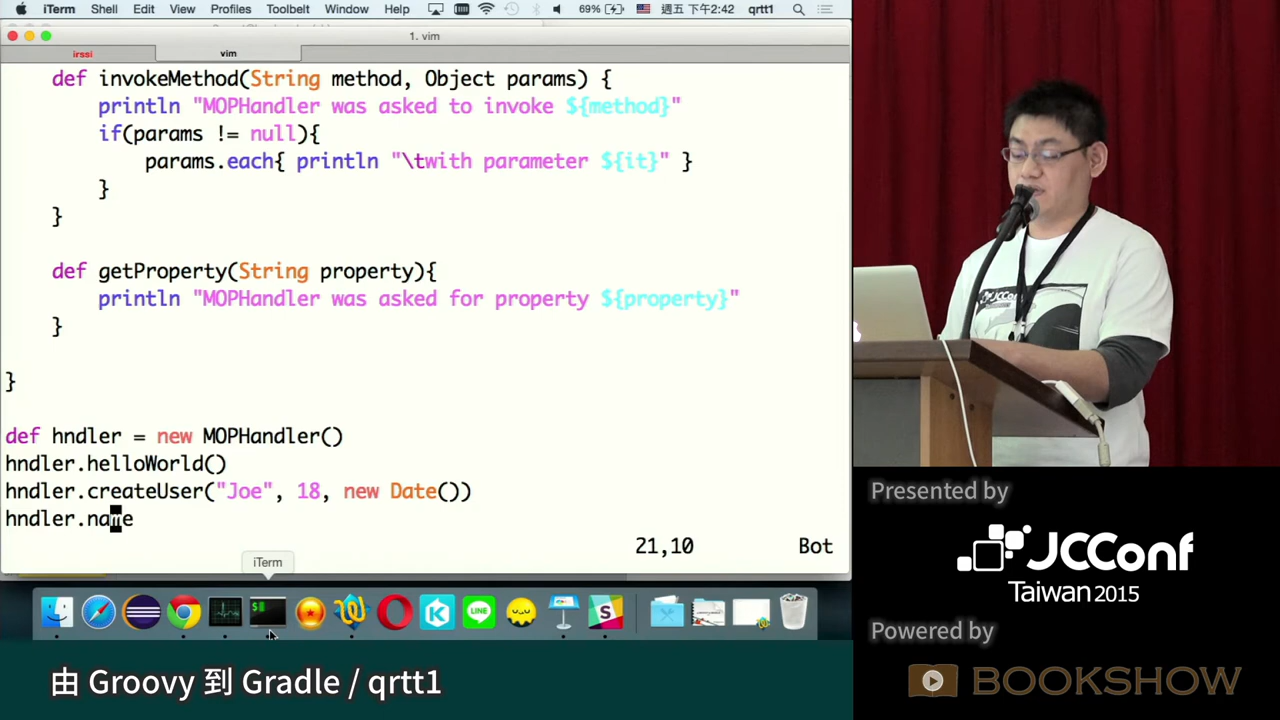 iTerm Shell Edit View Profiles Toolbelt Window Help 69% 週五 下午2:42 qrtt1
1. vim
irssi vim
def invokeMethod(String method, Object params) {
println "MOPHandler was asked to invoke ${method}"
if(params != null){
params.each{ println "\twith parameter ${it}" }
}
}
def getProperty(String property){
println "MOPHandler was asked for property ${property}"
}
}
def hndler = new MOPHandler()
hndler.helloWorld()
hndler.createUser("Joe", 18, new Date())
hndler.name
21,10 Bot
iTerm
LINE
由 Groovy 到 Gradle / qrtt1
JCConf
Presented by
JCConf
Taiwan 2015
Powered by
BOOKSHOW